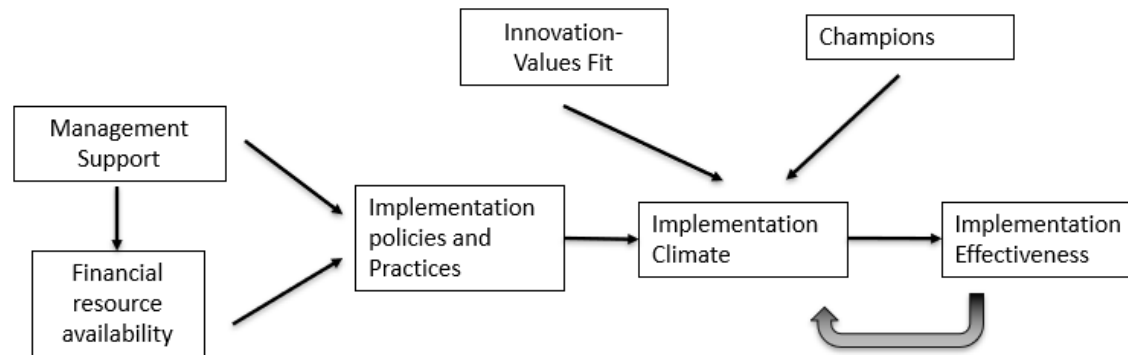 Innovation-
Values Fit
Champions
Management
Support
Implementation
policies and
Practices
Implementation
Climate
Implementation
Effectiveness
Financial
resource
availability